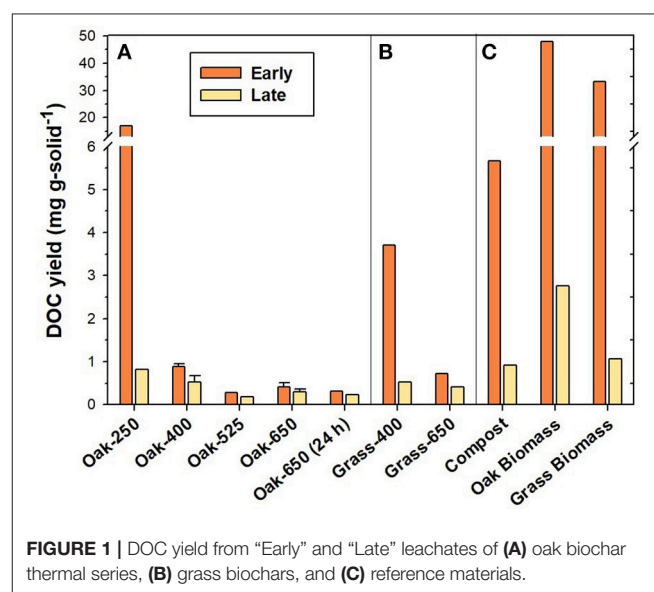 A
B
C
Early
Late
DOC yield (mg g-solid⁻¹)
50
40
30
20
6
5
4
3
2
1
0
Oak-250
Oak-400
Oak-525
Oak-650
Oak-650 (24 h)
Grass-400
Grass-650
Compost
Oak Biomass
Grass Biomass
FIGURE 1 | DOC yield from “Early” and “Late” leachates of (A) oak biochar
thermal series, (B) grass biochars, and (C) reference materials.